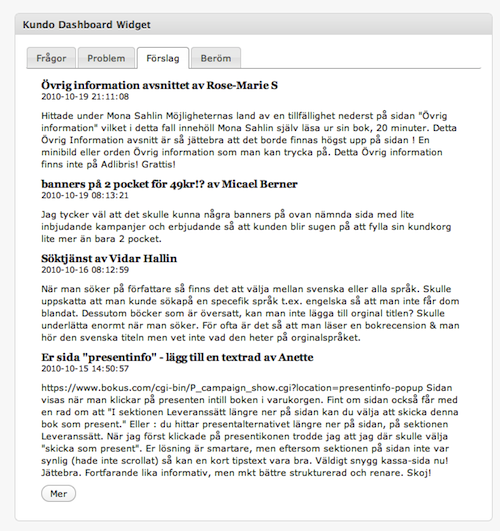 Kundo Dashboard Widget
Frågor Problem Förslag Beröm
Övrig information avsnittet av Rose-Marie S
2010-10-19 21:11:08
Hittade under Mona Sahlin Möjligheternas land av en tillfällighet nederst på sidan "Övrig
information" vilket i detta fall innehöll Mona Sahlin själv läsa ur sin bok, 20 minuter. Detta
Övrig Information avsnitt är så jättebra att det borde finnas högst upp på sidan ! En
minibild eller orden Övrig information som man kan trycka på. Detta Övrig information
finns inte på Adlibris! Grattis!
banners på 2 pocket för 49kr!? av Micael Berner
2010-10-19 08:13:21
Jag tycker väl att det skulle kunna några banners på ovan nämnda sida med lite
inbjudande kampanjer och erbjudande så att kunden blir sugen på att fylla sin kundkorg
lite mer än bara 2 pocket.
Söktjänst av Vidar Hallin
2010-10-16 08:12:59
När man söker på författare så finns det att välja mellan svenska eller alla språk. Skulle
uppskatta att man kunde sökapå en specefik språk t.ex. engelska så att man inte får dom
blandat. Dessutom böcker som är översatt, kan man inte lägga till orginal titlen? Skulle
underlätta enormt när man söker. För ofta är det så att man läser en bokrecension & man
hör den svenska titeln men vet inte vad den heter på orginalspråket.
Er sida "presentinfo" - lägg till en textrad av Anette
2010-10-15 14:50:57
https://www.bokus.com/cgi-bin/P_campaign_show.cgi?location=presentinfo-popup Sidan
visas när man klickar på presenten intill boken i varukorgen. Fint om sidan också får med
en rad om att "I sektionen Leveranssätt längre ner på sidan kan du välja att skicka denna
bok som present." Eller : du hittar presentalternativet längre ner på sidan, på sektionen
Leveranssätt. När jag först klickade på presentikonen trodde jag att jag där skulle välja
"skicka som present". Er lösning är smartare, men eftersom sektionen på sidan inte var
synlig (hade inte scrollat) så kan en kort tipstext vara bra. Väldigt snygg kassa-sida nu!
Jättebra. Fortfarande lika informativ, men mkt bättre strukturerad och renare. Skoj!
Mer